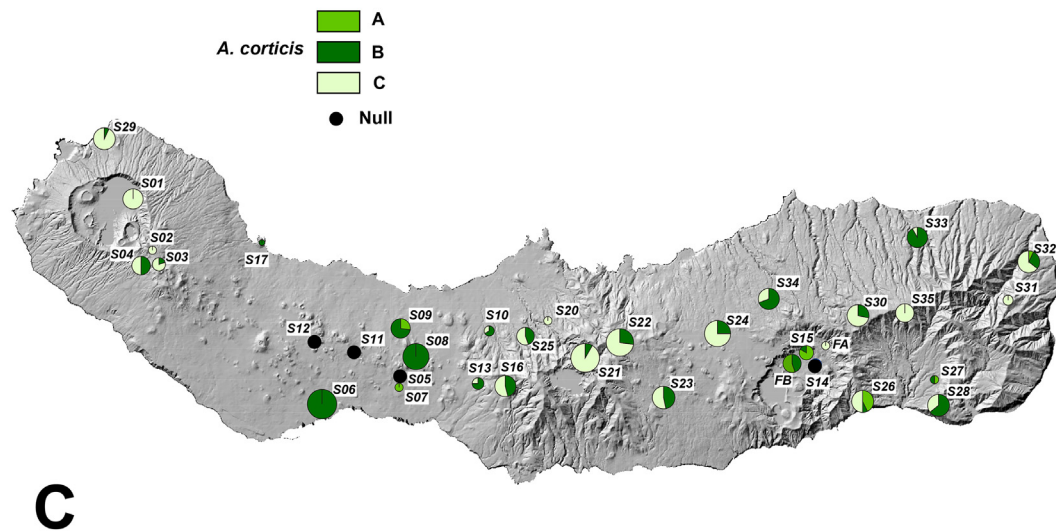 A
A. corticis
B
C
Null
S29
S01
S02
S04
S03
S17
S33
S32
S31
S34
S30
S35
S20
S22
S24
S10
S09
S12
S11
S08
S25
S15
FA
S21
S13
S16
S05
S07
FB
S14
S27
S23
S26
S28
S06
C